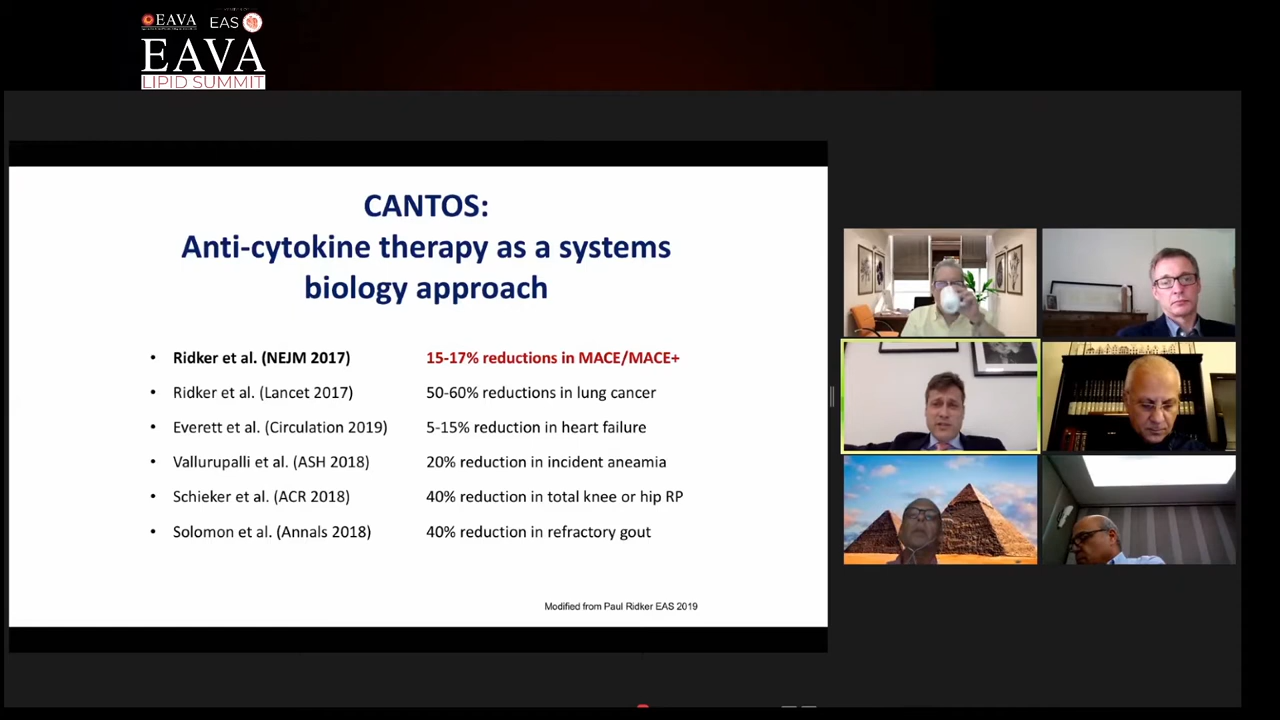 EAVA
EAS
EAVA
LIPID SUMMIT
CANTOS:
Anti-cytokine therapy as a systems
biology approach
• Ridker et al. (NEJM 2017) 15-17% reductions in MACE/MACE+
• Ridker et al. (Lancet 2017) 50-60% reductions in lung cancer
• Everett et al. (Circulation 2019) 5-15% reduction in heart failure
• Vallurupalli et al. (ASH 2018) 20% reduction in incident aneamia
• Schieker et al. (ACR 2018) 40% reduction in total knee or hip RP
• Solomon et al. (Annals 2018) 40% reduction in refractory gout
Modified from Paul Ridker EAS 2019